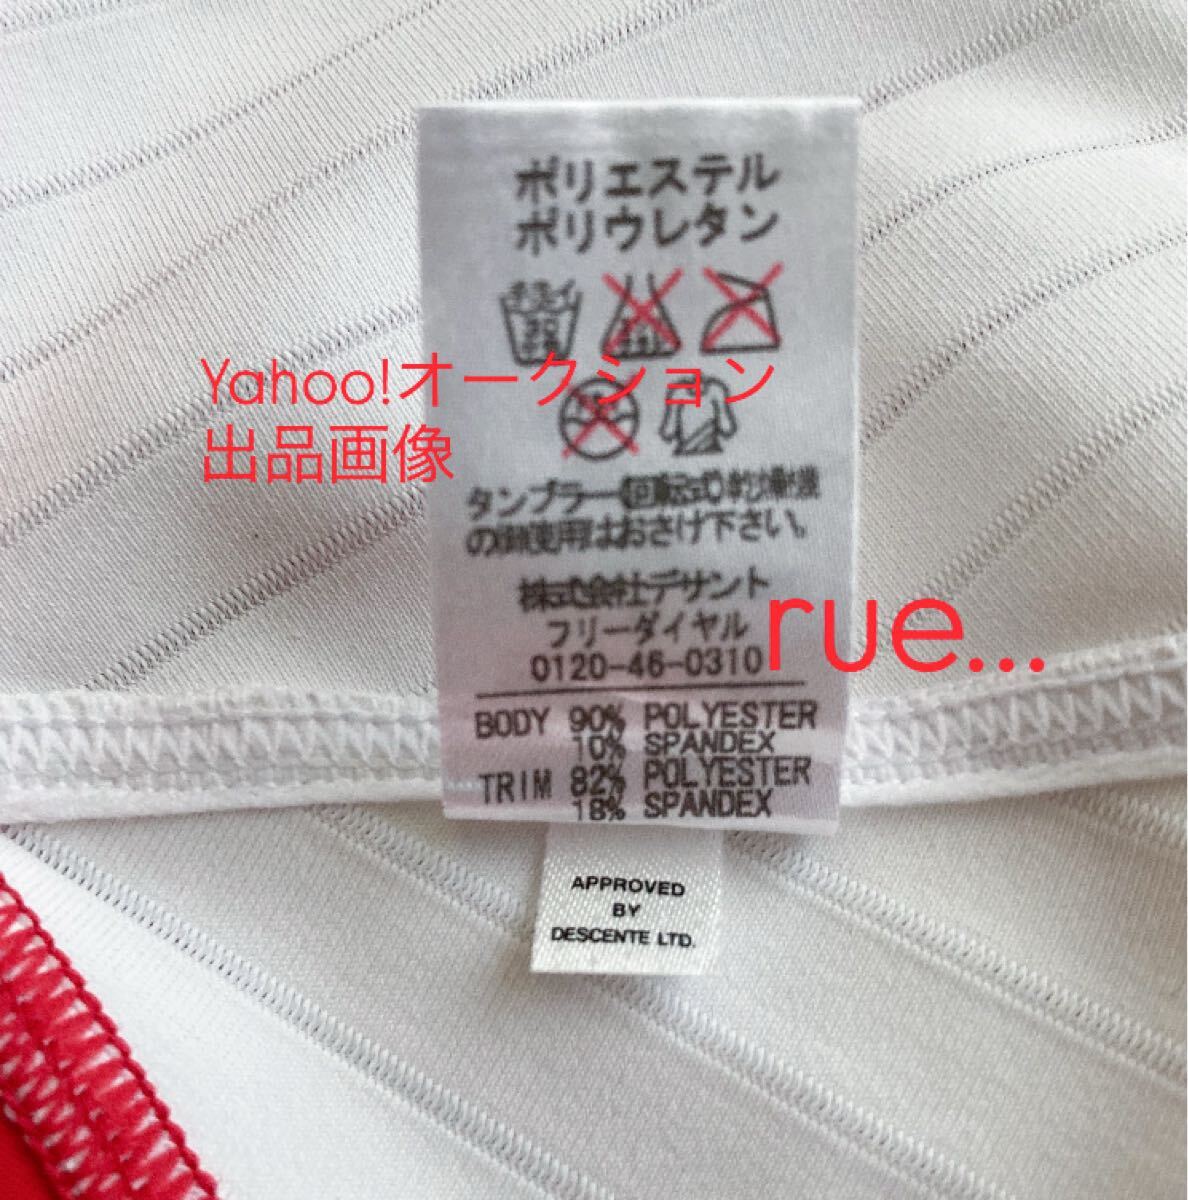 ポリエステル
ポリウレタン
Yahoo!オークション
出品画像
タンブラー(回転式)乾燥機
の御使用はおさけ下さい。
株式会社デサント
フリーダイヤル
0120-46-0310
rue...
BODY 90% POLYESTER
10% SPANDEX
TRIM 82% POLYESTER
18% SPANDEX
APPROVED
BY
DESCENTE LTD.